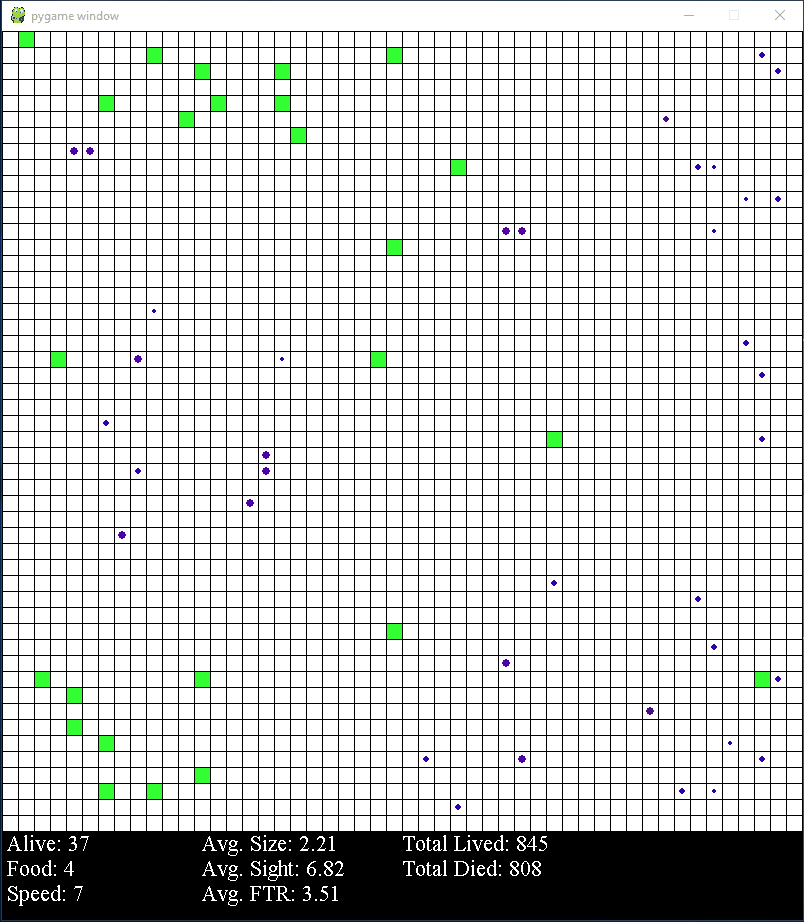 pygame window
Alive: 37 Avg. Size: 2.21 Total Lived: 845
Food: 4 Avg. Sight: 6.82 Total Died: 808
Speed: 7 Avg. FTR: 3.51